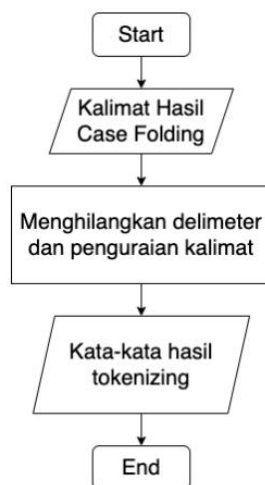 Start
Kalimat Hasil
Case Folding
Menghilangkan delimeter
dan penguraian kalimat
Kata-kata hasil
tokenizing
End